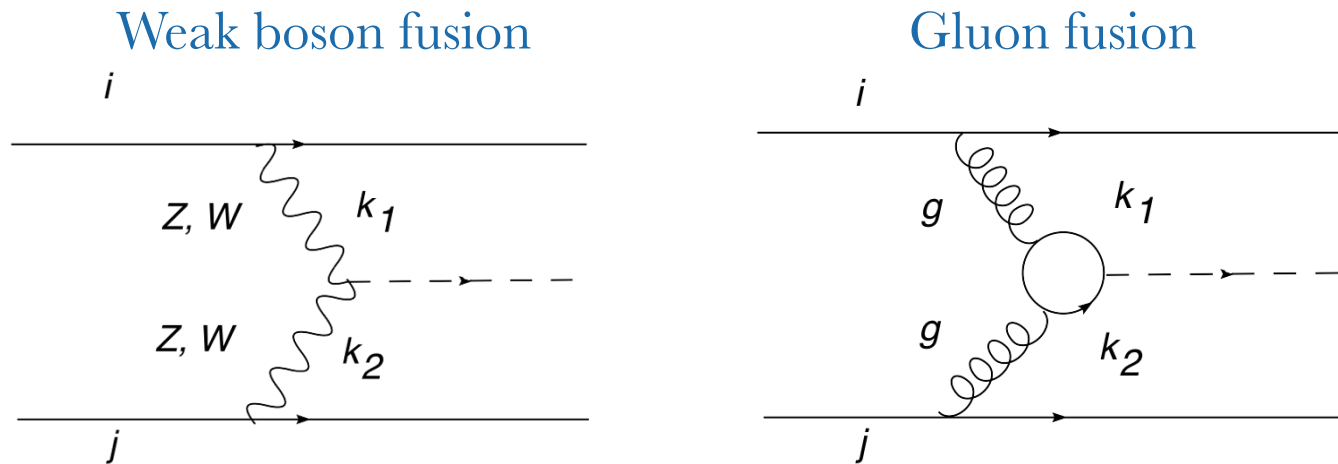 Weak boson fusion
i
Z, W
k1
Z, W
k2
j
Gluon fusion
i
g
k1
g
k2
j